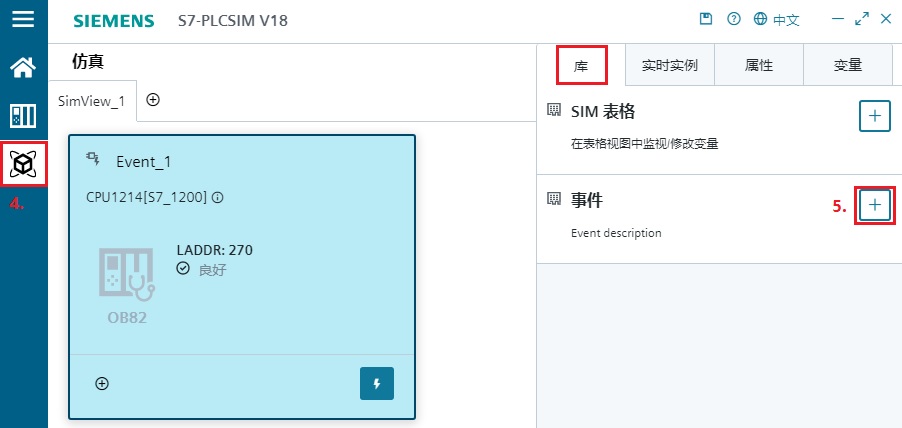 SIEMENS S7-PLCSIM V18 中文
仿真
SimView_1
库 实时实例 属性 变量
SIM 表格
在表格视图中监视/修改变量
Event_1
CPU1214[S7_1200]
4.
事件
5.
Event description
LADDR: 270
良好
OB82